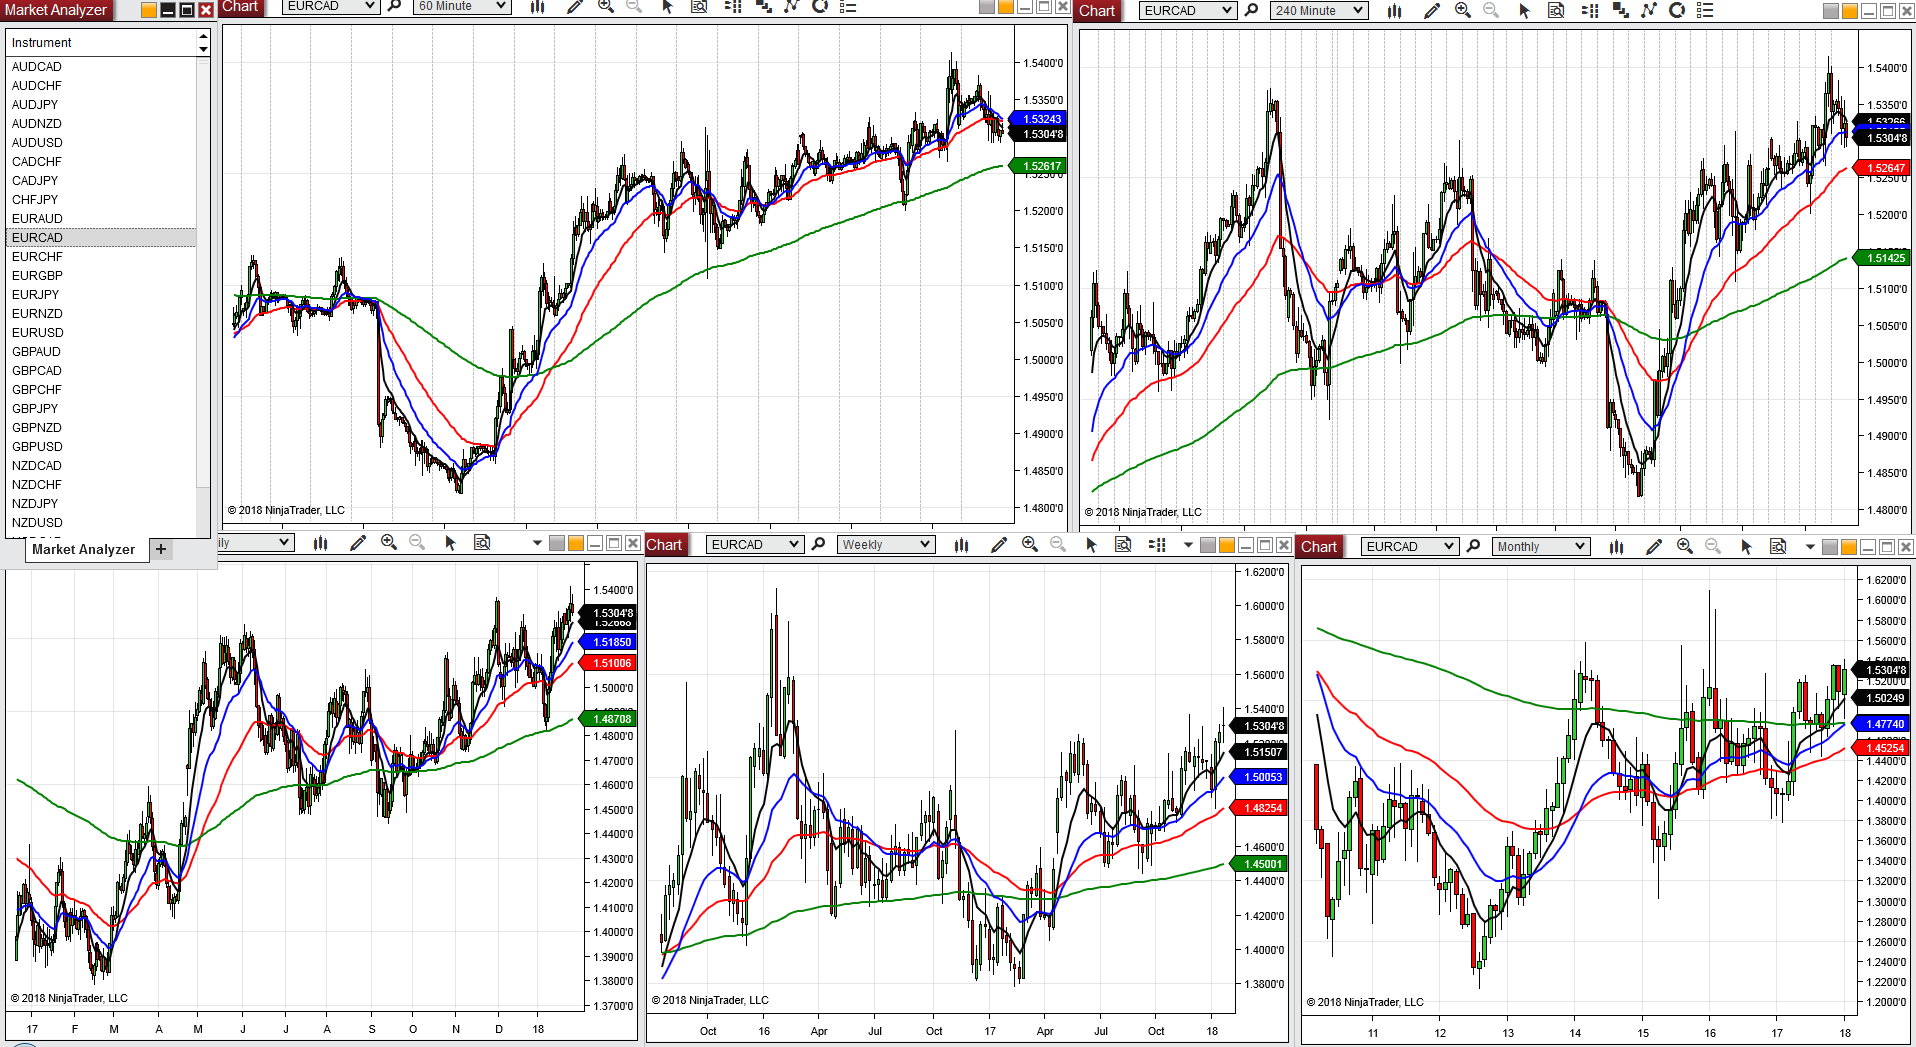 Market Analyzer
Instrument
AUDCAD
AUDCHF
AUDJPY
AUDNZD
AUDUSD
CADCHF
CADJPY
CHFJPY
EURAUD
EURCAD
EURCHF
EURGBP
EURJPY
EURNZD
EURUSD
GBPAUD
GBPCAD
GBPCHF
GBPJPY
GBPNZD
GBPUSD
NZDCAD
NZDCHF
NZDJPY
NZDUSD
Market Analyzer +
Chart EURCAD 60 Minute
1.5400'0
1.5350'0
1.53243
1.5304'8
1.52617
1.5250'0
1.5200'0
1.5150'0
1.5100'0
1.5050'0
1.5000'0
1.4950'0
1.4900'0
1.4850'0
1.4800'0
© 2018 NinjaTrader, LLC
Chart EURCAD 240 Minute
1.5400'0
1.5350'0
1.53266
1.5304'8
1.52647
1.5250'0
1.5200'0
1.51425
1.5100'0
1.5050'0
1.5000'0
1.4950'0
1.4900'0
1.4850'0
1.4800'0
© 2018 NinjaTrader, LLC
ily
1.5400'0
1.5304'8
1.51850
1.51006
1.5000'0
1.48708
1.4800'0
1.4700'0
1.4600'0
1.4500'0
1.4400'0
1.4300'0
1.4200'0
1.4100'0
1.4000'0
1.3900'0
1.3800'0
1.3700'0
© 2018 NinjaTrader, LLC
17 F M A M J J A S O N D 18
Chart EURCAD Weekly
1.6200'0
1.6000'0
1.5800'0
1.5600'0
1.5400'0
1.5304'8
1.51507
1.50053
1.48254
1.4600'0
1.45001
1.4400'0
1.4200'0
1.4000'0
1.3800'0
© 2018 NinjaTrader, LLC
Oct 16 Apr Jul Oct 17 Apr Jul Oct 18
Chart EURCAD Monthly
1.6200'0
1.6000'0
1.5800'0
1.5600'0
1.5304'8
1.5200'0
1.50249
1.47740
1.45254
1.4400'0
1.4200'0
1.4000'0
1.3800'0
1.3600'0
1.3400'0
1.3200'0
1.3000'0
1.2800'0
1.2600'0
1.2400'0
1.2200'0
1.2000'0
© 2018 NinjaTrader, LLC
11 12 13 14 15 16 17 18